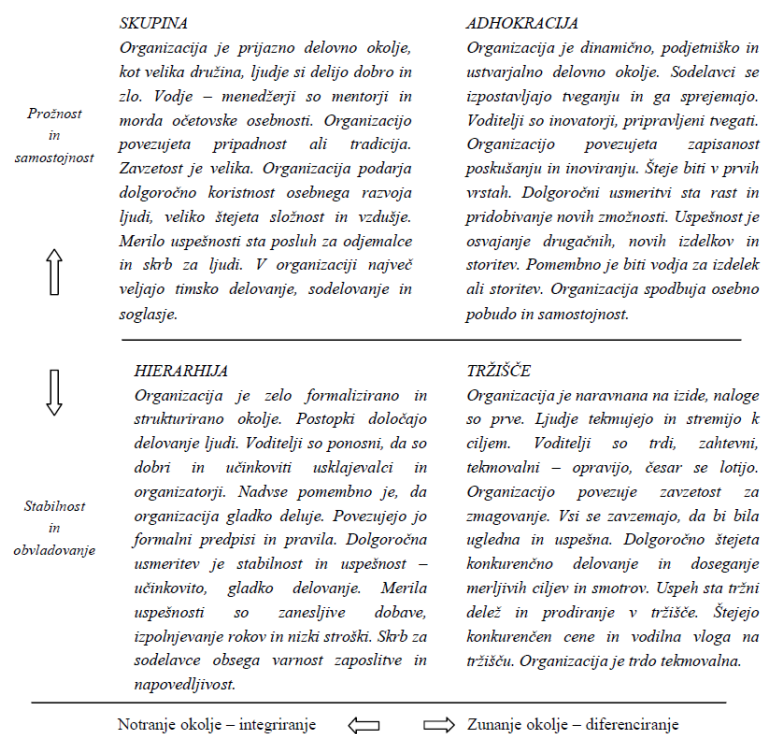 SKUPINA
Organizacija je prijazno delovno okolje,
kot velika družina, ljudje si delijo dobro in
zlo. Vodje – menedžerji so mentorji in
morda očetovske osebnosti. Organizacijo
povezujeta pripadnost ali tradicija.
Zavzetost je velika. Organizacija podarja
dolgoročno koristnost osebnega razvoja
ljudi, veliko štejeta složnost in vzdušje.
Merilo uspešnosti sta posluh za odjemalce
in skrb za ljudi. V organizaciji največ
veljajo timsko delovanje, sodelovanje in
soglasje.
ADHOKRACIJA
Organizacija je dinamično, podjetniško in
ustvarjalno delovno okolje. Sodelavci se
izpostavljajo tveganju in ga sprejemajo.
Voditelji so inovatorji, pripravljeni tvegati.
Organizacijo povezujeta zapisanost
poskušanju in inoviranju. Šteje biti v prvih
vrstah. Dolgoročni usmeritvi sta rast in
pridobivanje novih zmožnosti. Uspešnost je
osvajanje drugačnih, novih izdelkov in
storitev. Pomembno je biti vodja za izdelek
ali storitev. Organizacija spodbuja osebno
pobudo in samostojnost.
Prožnost
in
samostojnost
HIERARHIJA
Organizacija je zelo formalizirano in
strukturirano okolje. Postopki določajo
delovanje ljudi. Voditelji so ponosni, da so
dobri in učinkoviti usklajevalci in
organizatorji. Nadvse pomembno je, da
organizacija gladko deluje. Povezujejo jo
formalni predpisi in pravila. Dolgoročna
usmeritev je stabilnost in uspešnost –
učinkovito, gladko delovanje. Merila
uspešnosti so zanesljive dobave,
izpolnjevanje rokov in nizki stroški. Skrb za
sodelavce obsega varnost zaposlitve in
napovedljivost.
TRŽIŠČE
Organizacija je naravnana na izide, naloge
so prve. Ljudje tekmujejo in stremijo k
ciljem. Voditelji so trdi, zahtevni,
tekmovalni – opravijo, česar se lotijo.
Organizacijo povezuje zavzetost za
zmagovanje. Vsi se zavzemajo, da bi bila
ugledna in uspešna. Dolgoročno štejeta
konkurenčno delovanje in doseganje
merljivih ciljev in smotrov. Uspeh sta tržni
delež in prodiranje v tržišče. Štejejo
konkurenčen cene in vodilna vloga na
tržišču. Organizacija je trdo tekmovalna.
Stabilnost
in
obvladovanje
Notranje okolje – integriranje
Zunanje okolje – diferenciranje